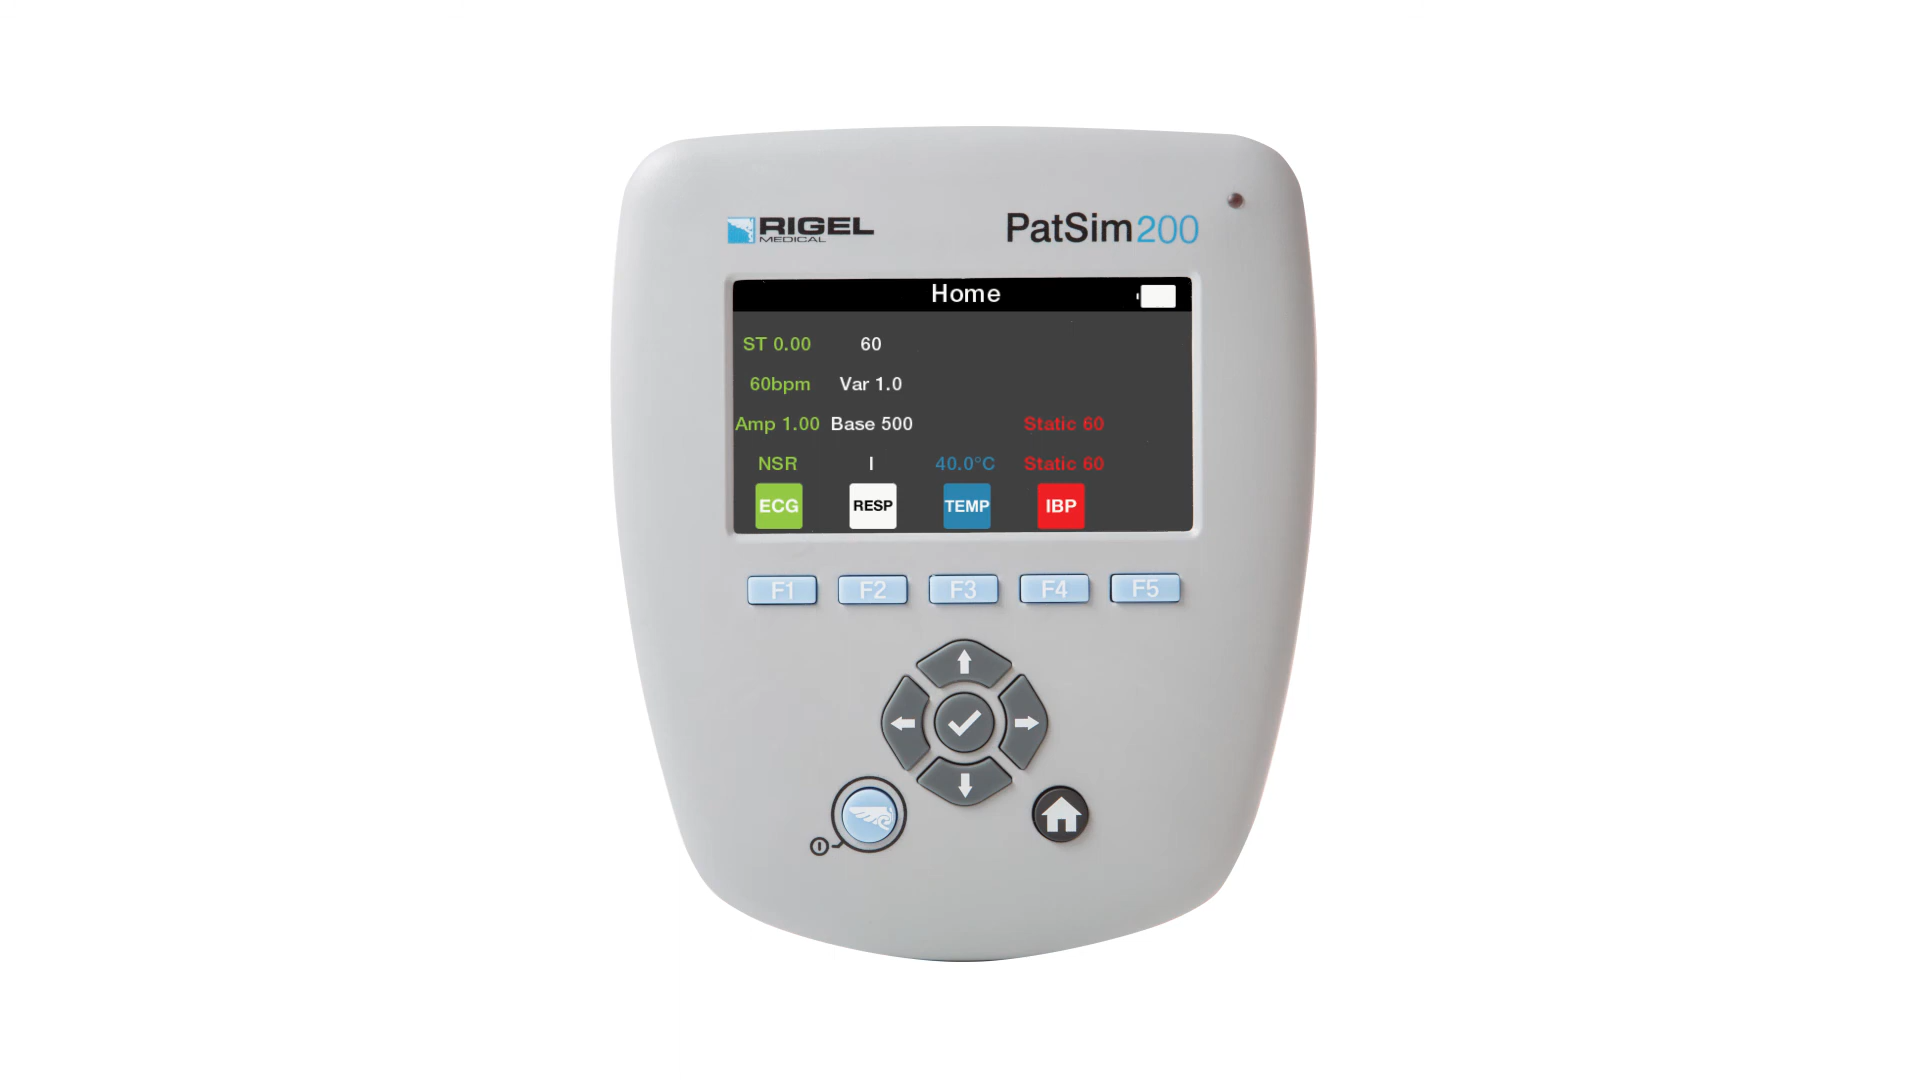 RIGEL
MEDICAL
PatSim200
Home
ST 0.00 60
60bpm Var 1.0
Amp 1.00 Base 500 Static 60
NSR I 40.0°C Static 60
ECG RESP TEMP IBP
F1 F2 F3 F4 F5